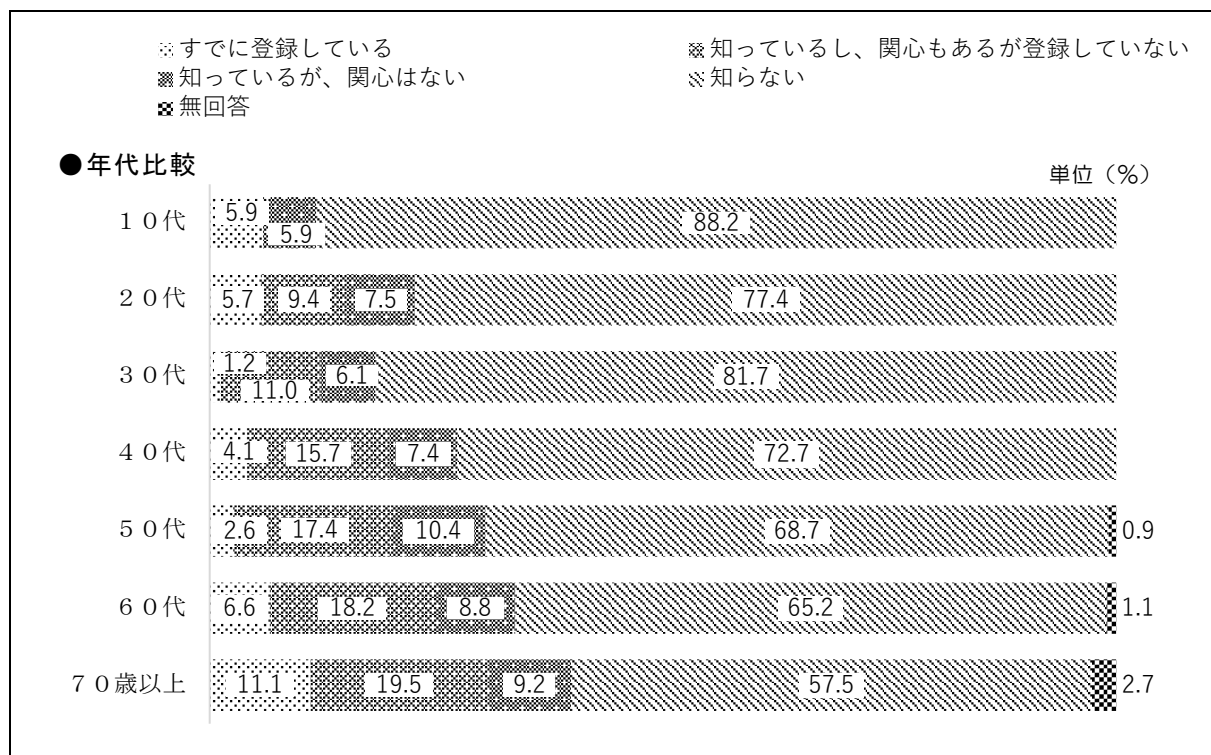 すでに登録している 知っているし、関心もあるが登録していない
知っているが、関心はない 知らない
無回答
●年代比較
単位（%）
１０代 5.9 5.9 88.2
２０代 5.7 9.4 7.5 77.4
３０代 1.2 11.0 6.1 81.7
４０代 4.1 15.7 7.4 72.7
５０代 2.6 17.4 10.4 68.7 0.9
６０代 6.6 18.2 8.8 65.2 1.1
７０歳以上 11.1 19.5 9.2 57.5 2.7